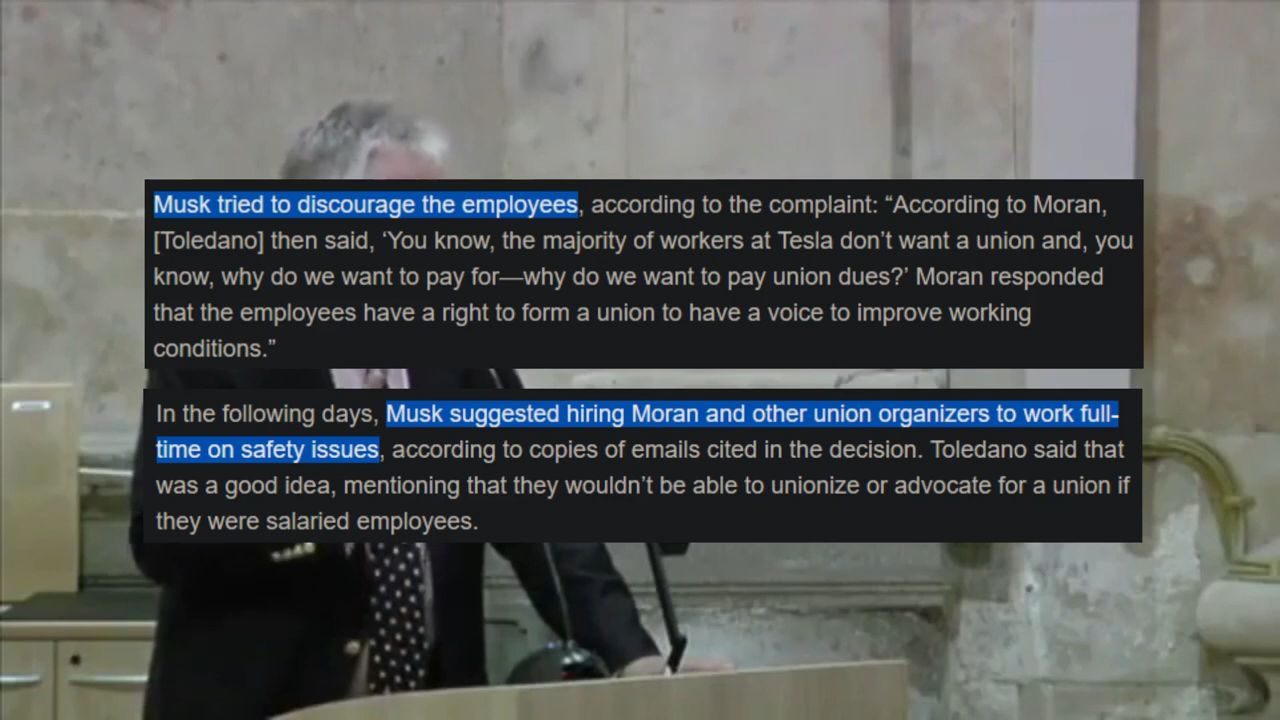 Musk tried to discourage the employees, according to the complaint: “According to Moran,
[Toledano] then said, ‘You know, the majority of workers at Tesla don’t want a union and, you
know, why do we want to pay for—why do we want to pay union dues?’ Moran responded
that the employees have a right to form a union to have a voice to improve working
conditions.”
In the following days, Musk suggested hiring Moran and other union organizers to work full-
time on safety issues, according to copies of emails cited in the decision. Toledano said that
was a good idea, mentioning that they wouldn’t be able to unionize or advocate for a union if
they were salaried employees.